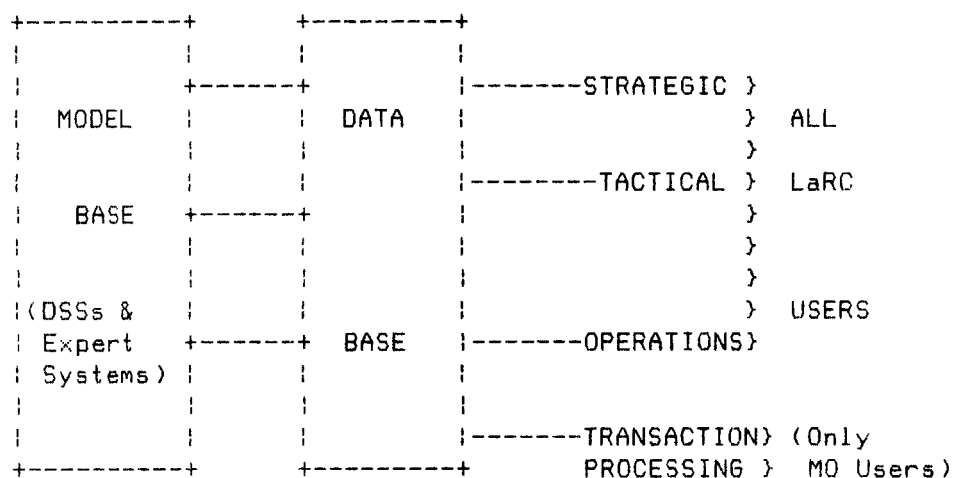 STRATEGIC }
MODEL DATA } ALL
}
TACTICAL } LaRC
BASE }
}
}
(DSSs & } USERS
Expert BASE OPERATIONS}
Systems)
TRANSACTION} (Only
PROCESSING } MO Users)